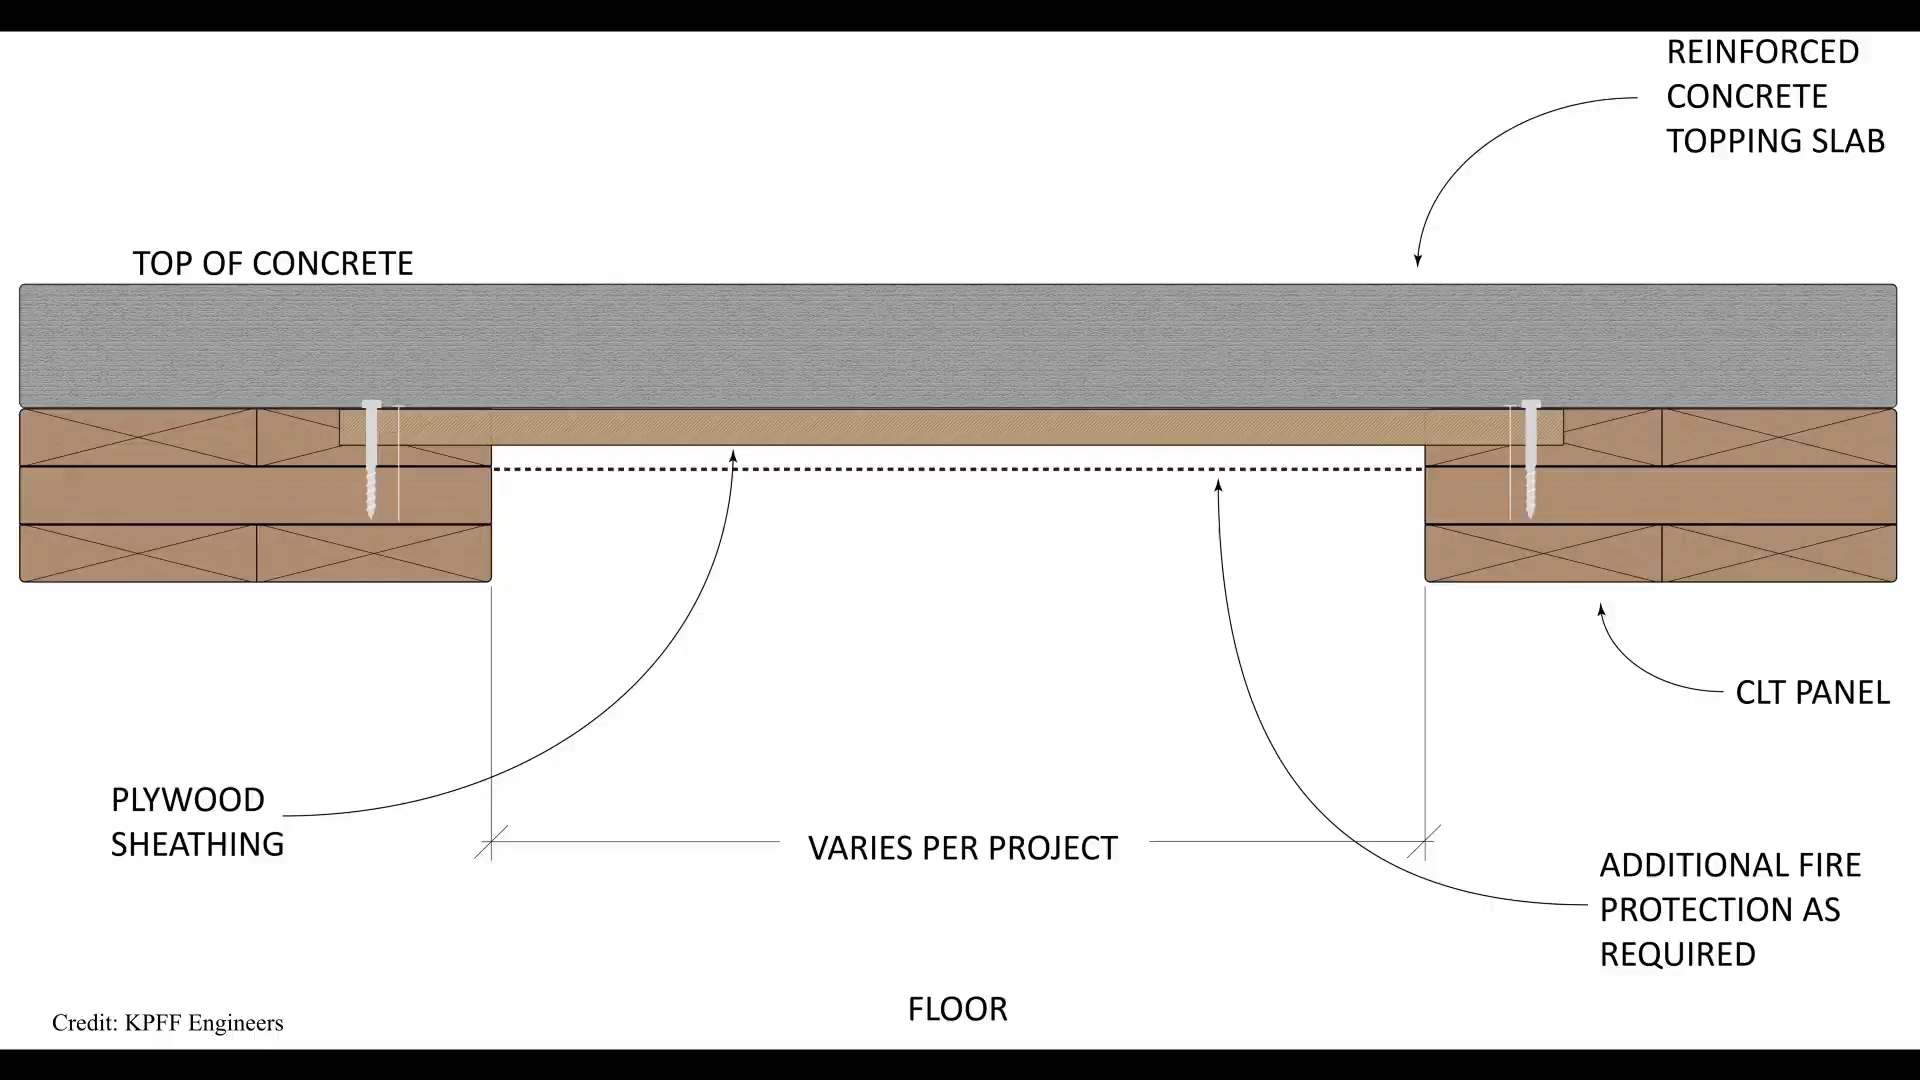 REINFORCED
CONCRETE
TOPPING SLAB
TOP OF CONCRETE
CLT PANEL
PLYWOOD
SHEATHING
VARIES PER PROJECT
ADDITIONAL FIRE
PROTECTION AS
REQUIRED
FLOOR
Credit: KPFF Engineers